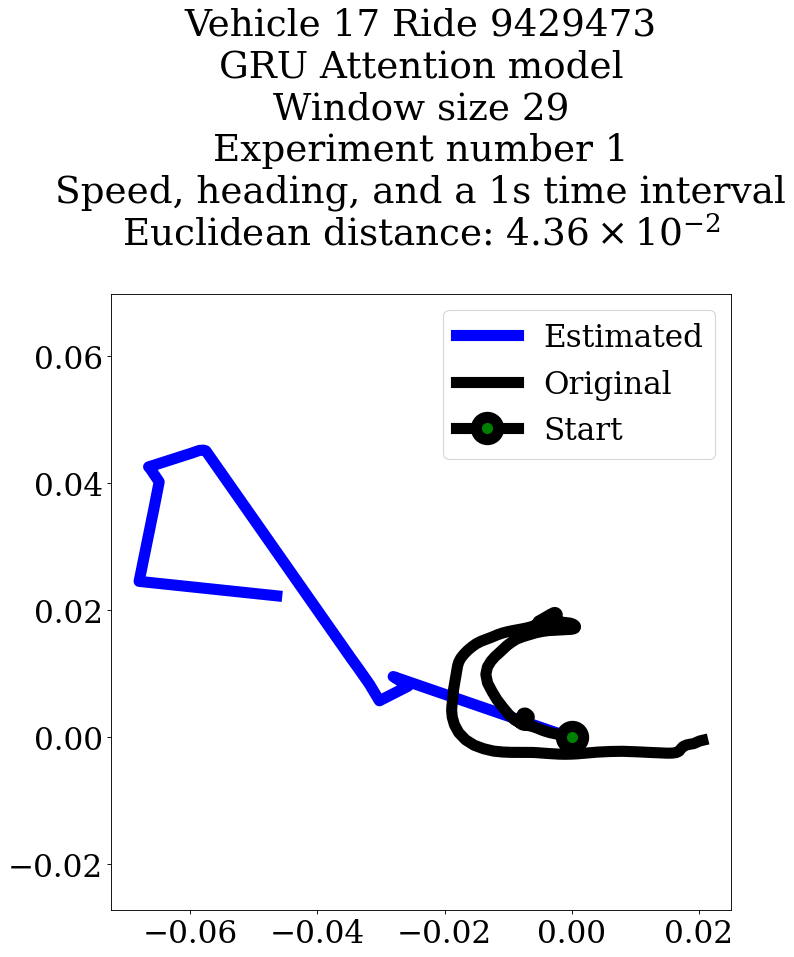 Vehicle 17 Ride 9429473
GRU Attention model
Window size 29
Experiment number 1
Speed, heading, and a 1s time interval
Euclidean distance: 4.36 × 10⁻²
Estimated
Original
Start
0.06
0.04
0.02
0.00
−0.02
−0.06
−0.04
−0.02
0.00
0.02